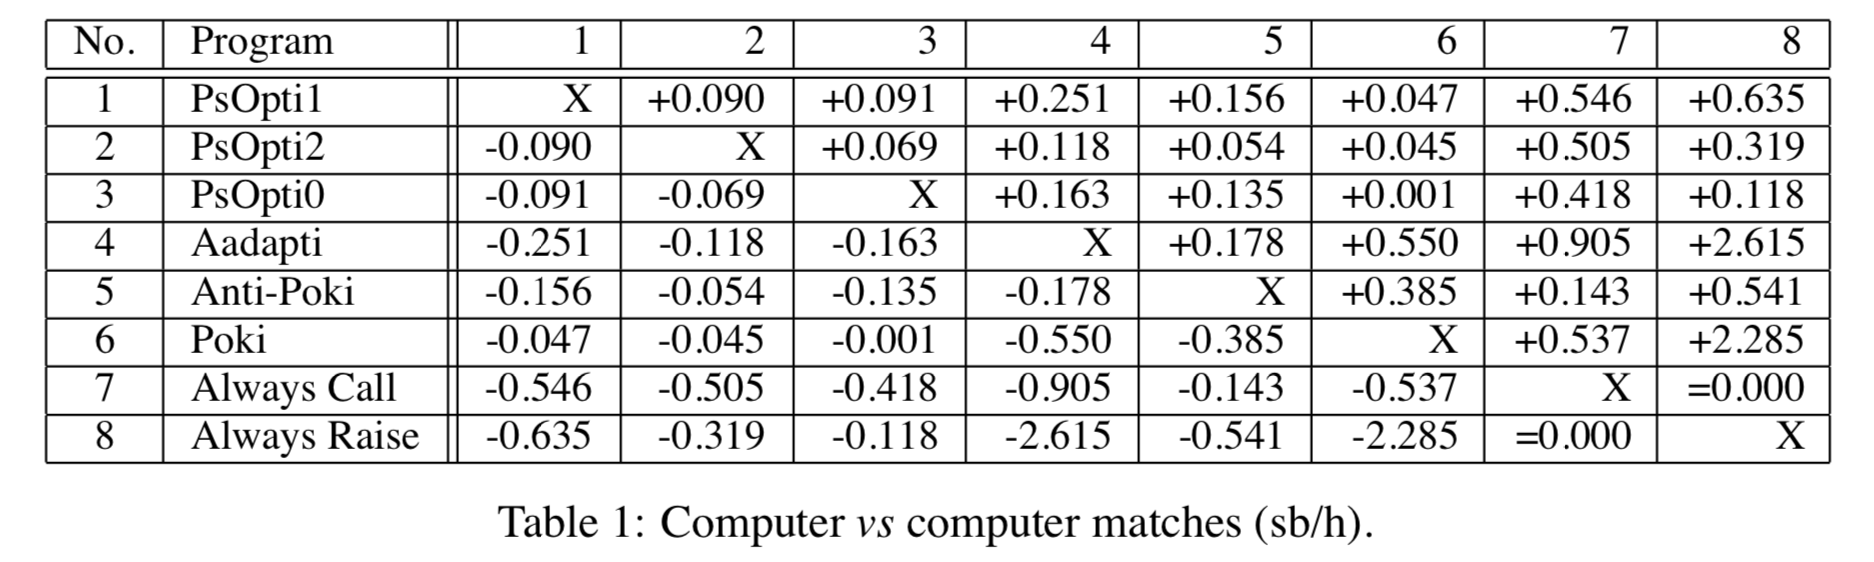 No. Program 1 2 3 4 5 6 7 8
1 PsOpti1 X +0.090 +0.091 +0.251 +0.156 +0.047 +0.546 +0.635
2 PsOpti2 -0.090 X +0.069 +0.118 +0.054 +0.045 +0.505 +0.319
3 PsOpti0 -0.091 -0.069 X +0.163 +0.135 +0.001 +0.418 +0.118
4 Aadapti -0.251 -0.118 -0.163 X +0.178 +0.550 +0.905 +2.615
5 Anti-Poki -0.156 -0.054 -0.135 -0.178 X +0.385 +0.143 +0.541
6 Poki -0.047 -0.045 -0.001 -0.550 -0.385 X +0.537 +2.285
7 Always Call -0.546 -0.505 -0.418 -0.905 -0.143 -0.537 X =0.000
8 Always Raise -0.635 -0.319 -0.118 -2.615 -0.541 -2.285 =0.000 X
Table 1: Computer vs computer matches (sb/h).